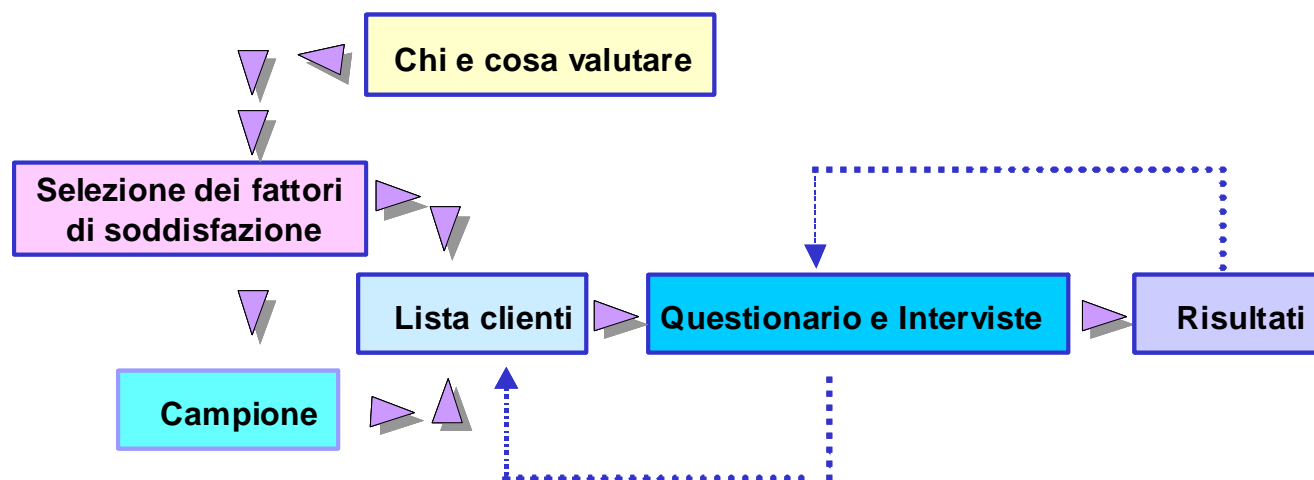 Chi e cosa valutare
Selezione dei fattori
di soddisfazione
Lista clienti
Questionario e Interviste
Risultati
Campione